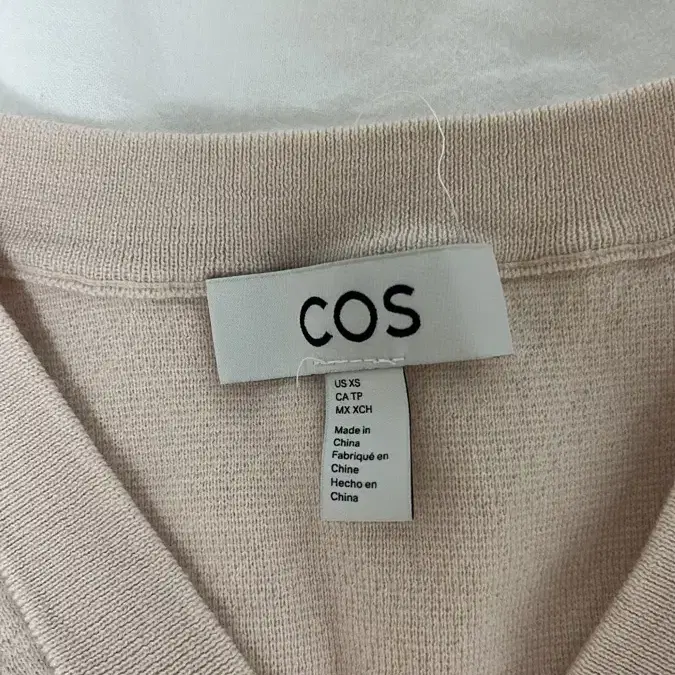 COS
US XS
CA TP
MX XCH
Made in
China
Fabriqué en
Chine
Hecho en
China